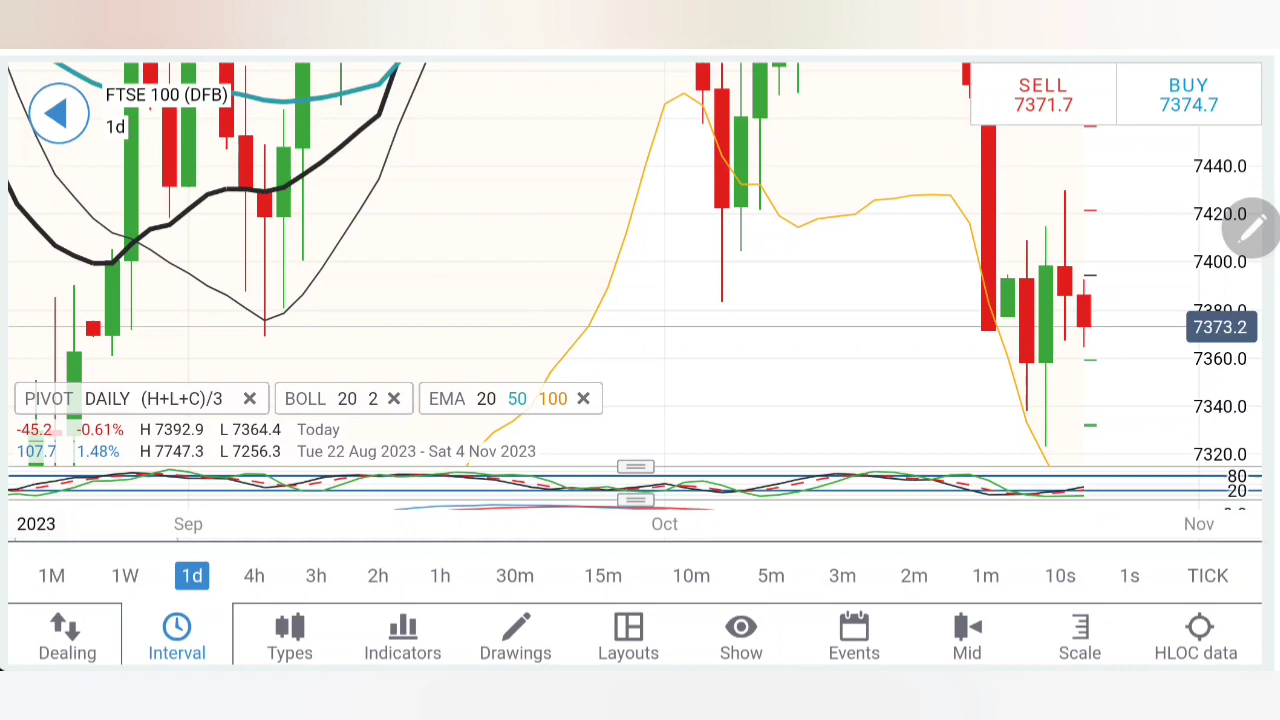 FTSE 100 (DFB)
1d
SELL
7371.7
BUY
7374.7
7440.0
7420.0
7400.0
7380.0
7373.2
7360.0
7340.0
7320.0
PIVOT DAILY (H+L+C)/3
BOLL 20 2
EMA 20 50 100
-45.2 -0.61% H 7392.9 L 7364.4 Today
107.7 1.48% H 7747.3 L 7256.3 Tue 22 Aug 2023 - Sat 4 Nov 2023
80
20
2023 Sep Oct Nov
1M 1W 1d 4h 3h 2h 1h 30m 15m 10m 5m 3m 2m 1m 10s 1s TICK
Dealing Interval Types Indicators Drawings Layouts Show Events Mid Scale HLOC data